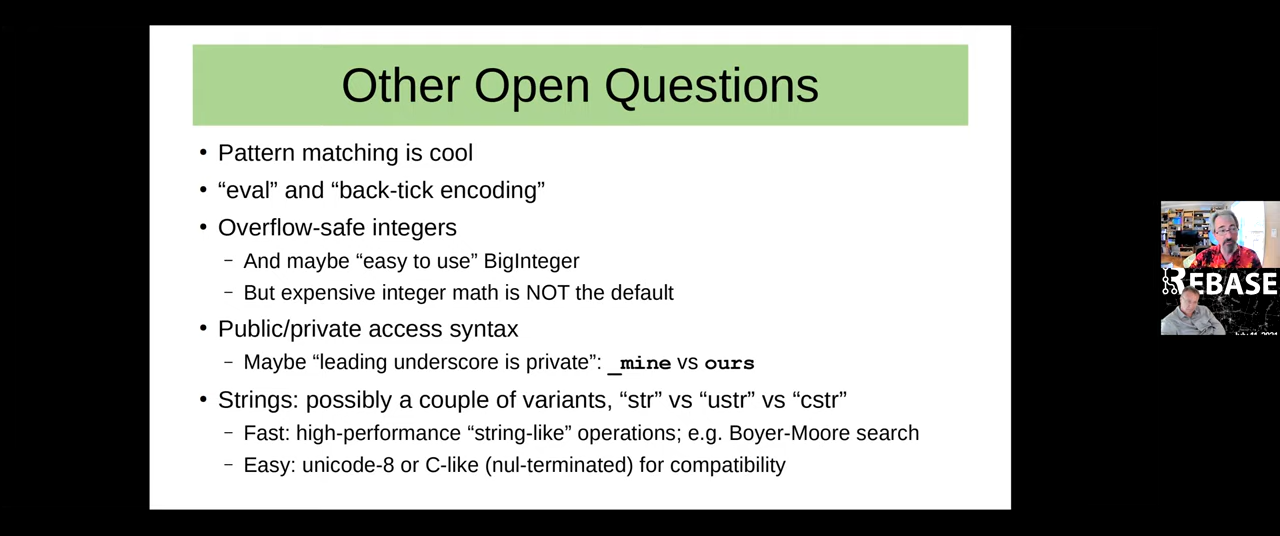 Other Open Questions
• Pattern matching is cool
• “eval” and “back-tick encoding”
• Overflow-safe integers
– And maybe “easy to use” BigInteger
– But expensive integer math is NOT the default
• Public/private access syntax
– Maybe “leading underscore is private”: _mine vs ours
• Strings: possibly a couple of variants, “str” vs “ustr” vs “cstr”
– Fast: high-performance “string-like” operations; e.g. Boyer-Moore search
– Easy: unicode-8 or C-like (nul-terminated) for compatibility
REBASE